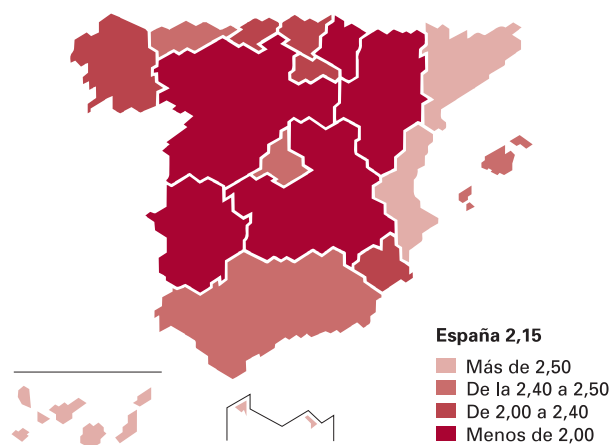 España 2,15
Más de 2,50
De la 2,40 a 2,50
De 2,00 a 2,40
Menos de 2,00